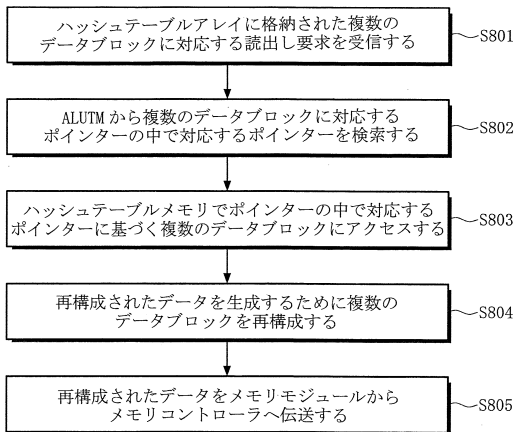 ハッシュテーブルアレイに格納された複数の
データブロックに対応する読出し要求を受信する
S801
ALUTMから複数のデータブロックに対応する
ポインターの中で対応するポインターを検索する
S802
ハッシュテーブルメモリでポインターの中で対応する
ポインターに基づく複数のデータブロックにアクセスする
S803
再構成されたデータを生成するために複数の
データブロックを再構成する
S804
再構成されたデータをメモリモジュールから
メモリコントローラへ伝送する
S805